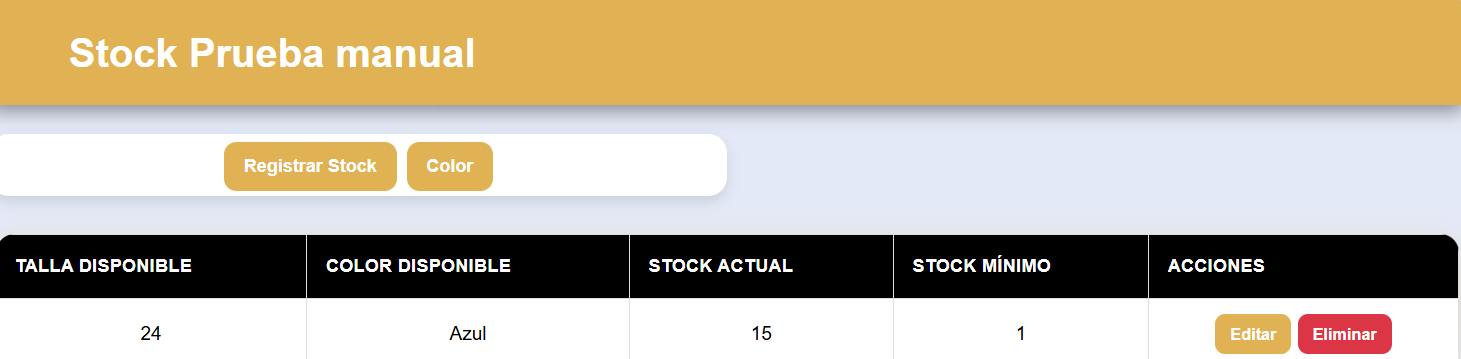 Stock Prueba manual
Registrar Stock Color
TALLA DISPONIBLE COLOR DISPONIBLE STOCK ACTUAL STOCK MÍNIMO ACCIONES
24 Azul 15 1 Editar Eliminar